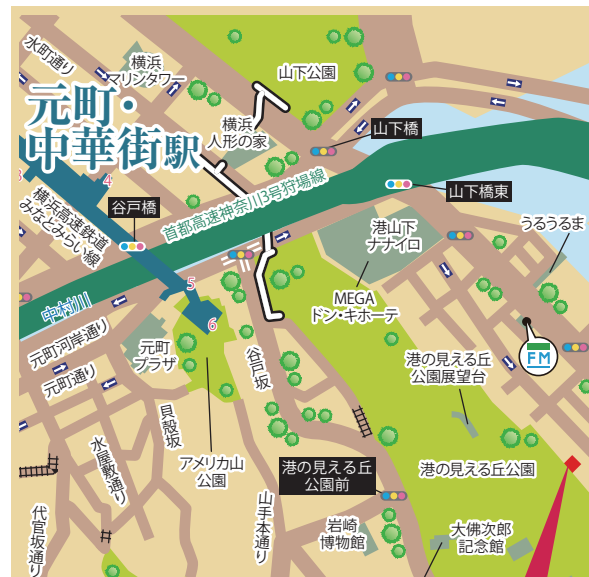 水町通り
横浜
マリンタワー
山下公園
元町・
中華街駅
横浜
人形の家
山下橋
3
4
谷戸橋
首都高速神奈川3号狩場線
山下橋東
横浜高速鉄道
みなとみらい線
港山下
ナナイロ
うるうるま
中村川
5
6
MEGA
ドン・キホーテ
FM
元町河岸通り
元町通り
元町
プラザ
谷戸坂
港の見える丘
公園展望台
貝殻坂
アメリカ山
公園
水屋敷通り
港の見える丘
公園前
港の見える丘公園
代官坂通り
山手本通り
岩崎
博物館
大佛次郎
記念館